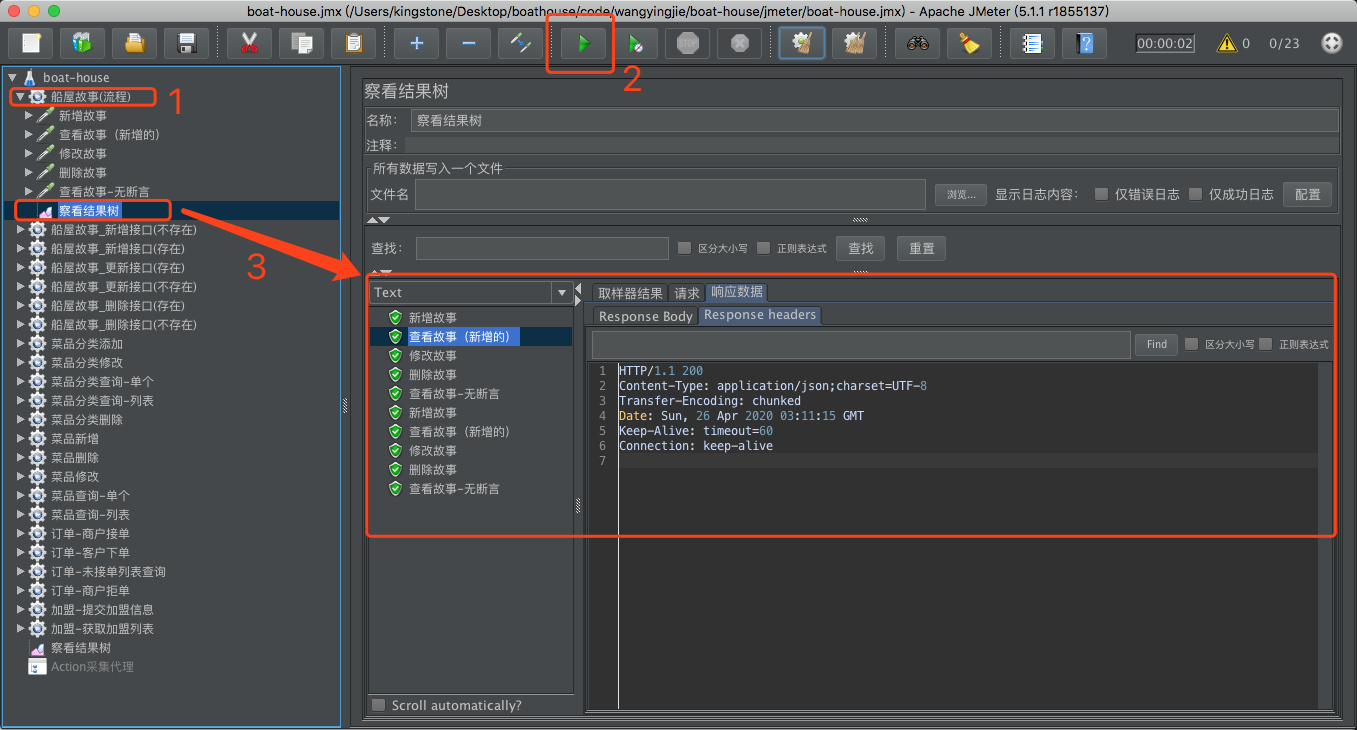 boat-house.jmx (/Users/kingstone/Desktop/boathouse/code/wangyingjie/boat-house/jmeter/boat-house.jmx) - Apache JMeter (5.1.1 r1855137)
STOP
00:00:02
0
0/23
2
boat-house
船屋故事(流程)
1
新增故事
查看故事（新增的)
修改故事
删除故事
查看故事-无断言
察看结果树
船屋故事_新增接口(不存在)
船屋故事_新增接口(存在)
船屋故事_更新接口(存在)
船屋故事_更新接口(不存在)
船屋故事_删除接口(存在)
船屋故事_删除接口(不存在)
菜品分类添加
菜品分类修改
菜品分类查询-单个
菜品分类查询-列表
菜品分类删除
菜品新增
菜品删除
菜品修改
菜品查询-单个
菜品查询-列表
订单-商户接单
订单-客户下单
订单-未接单列表查询
订单-商户拒单
加盟-提交加盟信息
加盟-获取加盟列表
察看结果树
Action采集代理
3
察看结果树
名称： 察看结果树
注释：
所有数据写入一个文件
文件名 浏览... 显示日志内容： 仅错误日志 仅成功日志 配置
查找： 区分大小写 正则表达式 查找 重置
Text
新增故事
查看故事（新增的)
修改故事
删除故事
查看故事-无断言
新增故事
查看故事（新增的)
修改故事
删除故事
查看故事-无断言
Scroll automatically?
取样器结果 请求 响应数据
Response Body Response headers
Find 区分大小写 正则表达式
1 HTTP/1.1 200
2 Content-Type: application/json;charset=UTF-8
3 Transfer-Encoding: chunked
4 Date: Sun, 26 Apr 2020 03:11:15 GMT
5 Keep-Alive: timeout=60
6 Connection: keep-alive
7